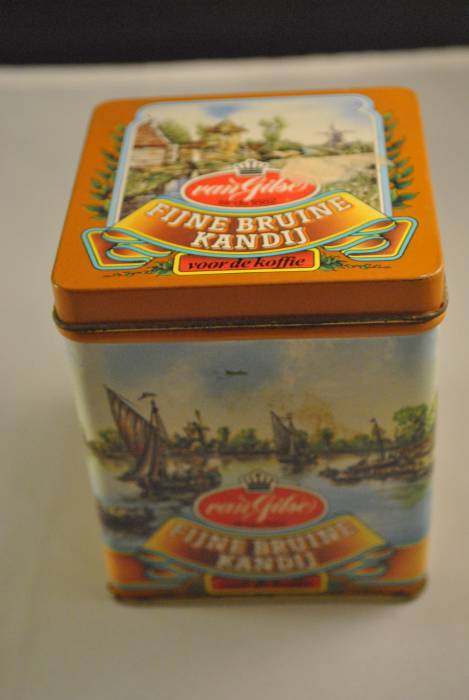 van Gilse
FIJNE BRUINE
KANDIJ
voor de koffie
van Gilse
FIJNE BRUINE
KANDIJ